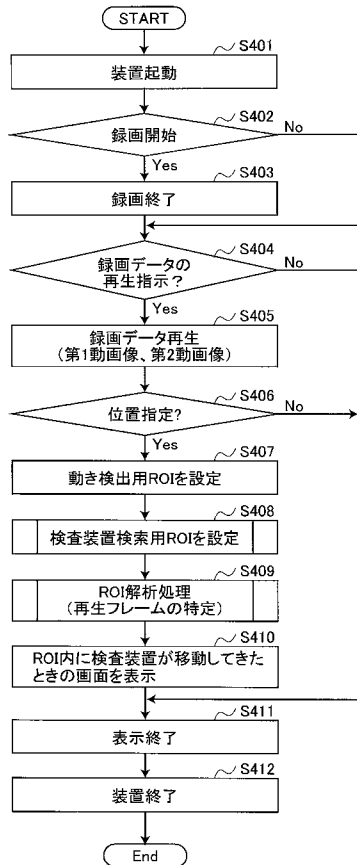 START
S401
装置起動
S402
録画開始
No
Yes
S403
録画終了
S404
録画データの
再生指示？
No
Yes
S405
録画データ再生
（第1動画像、第2動画像）
S406
位置指定?
No
Yes
S407
動き検出用ROIを設定
S408
検査装置検索用ROIを設定
S409
ROI解析処理
（再生フレームの特定）
S410
ROI内に検査装置が移動してきた
ときの画面を表示
S411
表示終了
S412
装置終了
End